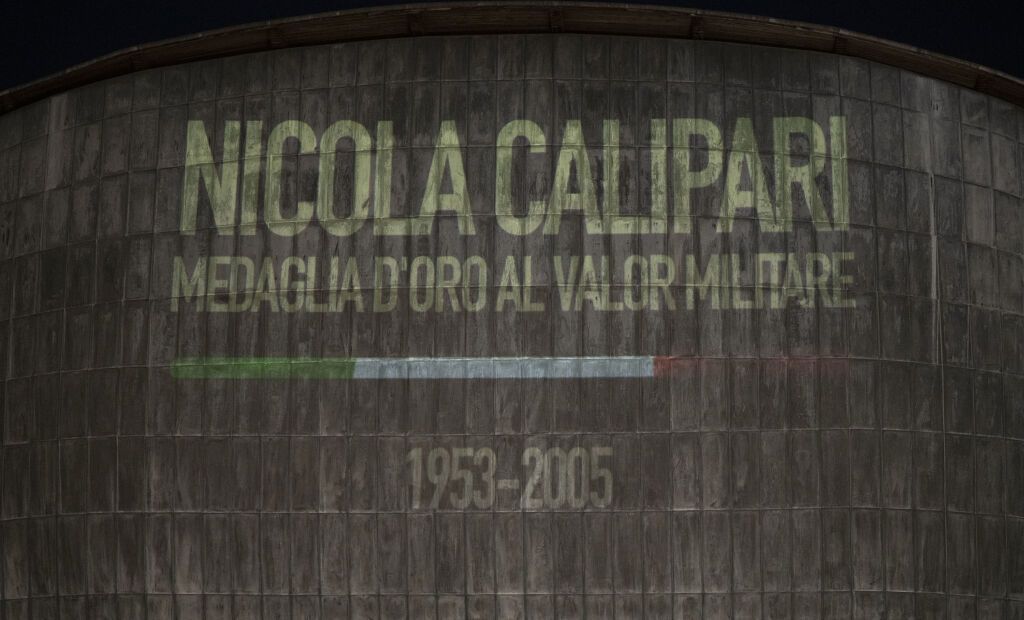 NICOLA CALIPARI
MEDAGLIA D'ORO AL VALOR MILITARE
1953-2005